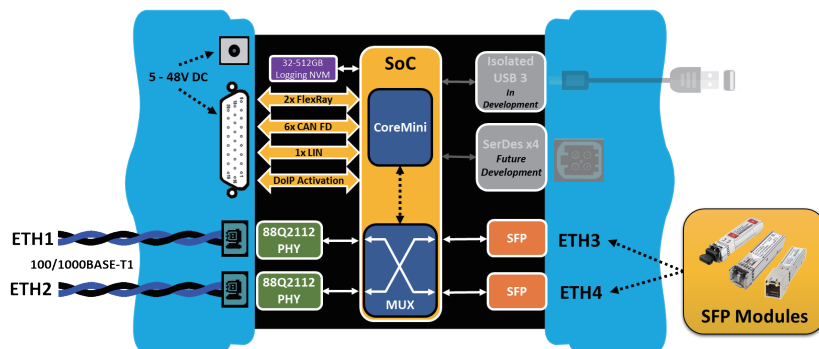 5 - 48V DC
32-512GB
Logging NVM
SoC
Isolated
USB 3
In
Development
2x FlexRay
6x CAN FD
1x LIN
DoIP Activation
CoreMini
SerDes x4
Future
Development
ETH1
100/1000BASE-T1
ETH2
88Q2112
PHY
88Q2112
PHY
MUX
SFP
SFP
ETH3
ETH4
SFP Modules